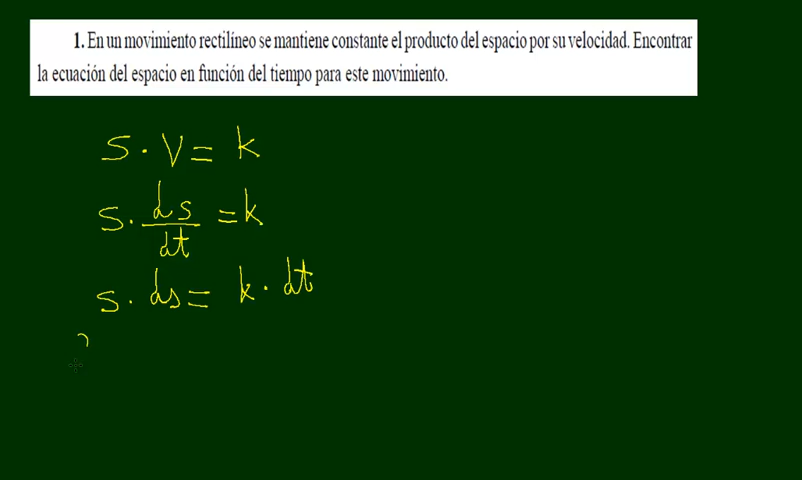 1. En un movimiento rectilíneo se mantiene constante el producto del espacio por su velocidad. Encontrar
la ecuación del espacio en función del tiempo para este movimiento.
s · v = k
s · ds/dt = k
s · ds = k · dt